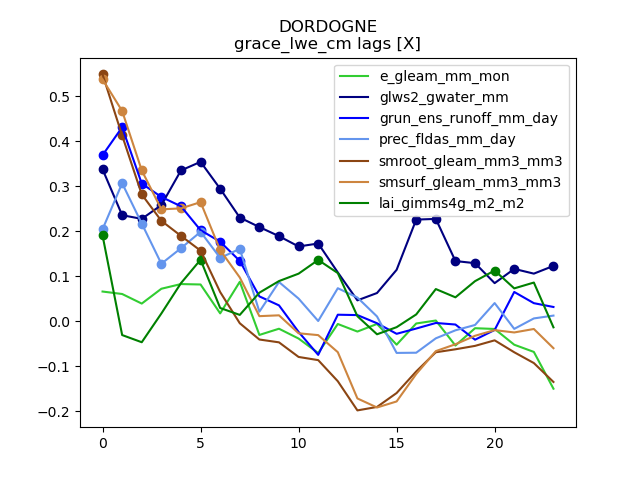 DORDOGNE
grace_lwe_cm lags [X]
e_gleam_mm_mon
glws2_gwater_mm
grun_ens_runoff_mm_day
prec_fldas_mm_day
smroot_gleam_mm3_mm3
smsurf_gleam_mm3_mm3
lai_gimms4g_m2_m2
0.5
0.4
0.3
0.2
0.1
0.0
−0.1
−0.2
0 5 10 15 20